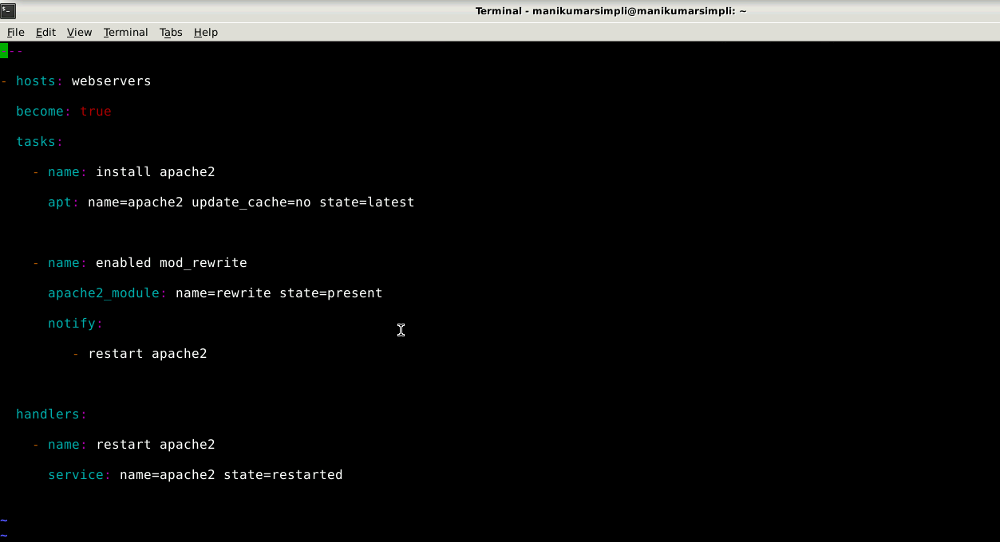 Terminal - manikumarsimpli@manikumarsimpli: ~
File Edit View Terminal Tabs Help
---
- hosts: webservers
  become: true
  tasks:
    - name: install apache2
      apt: name=apache2 update_cache=no state=latest
    - name: enabled mod_rewrite
      apache2_module: name=rewrite state=present
      notify:
         - restart apache2
  handlers:
    - name: restart apache2
      service: name=apache2 state=restarted
~
~